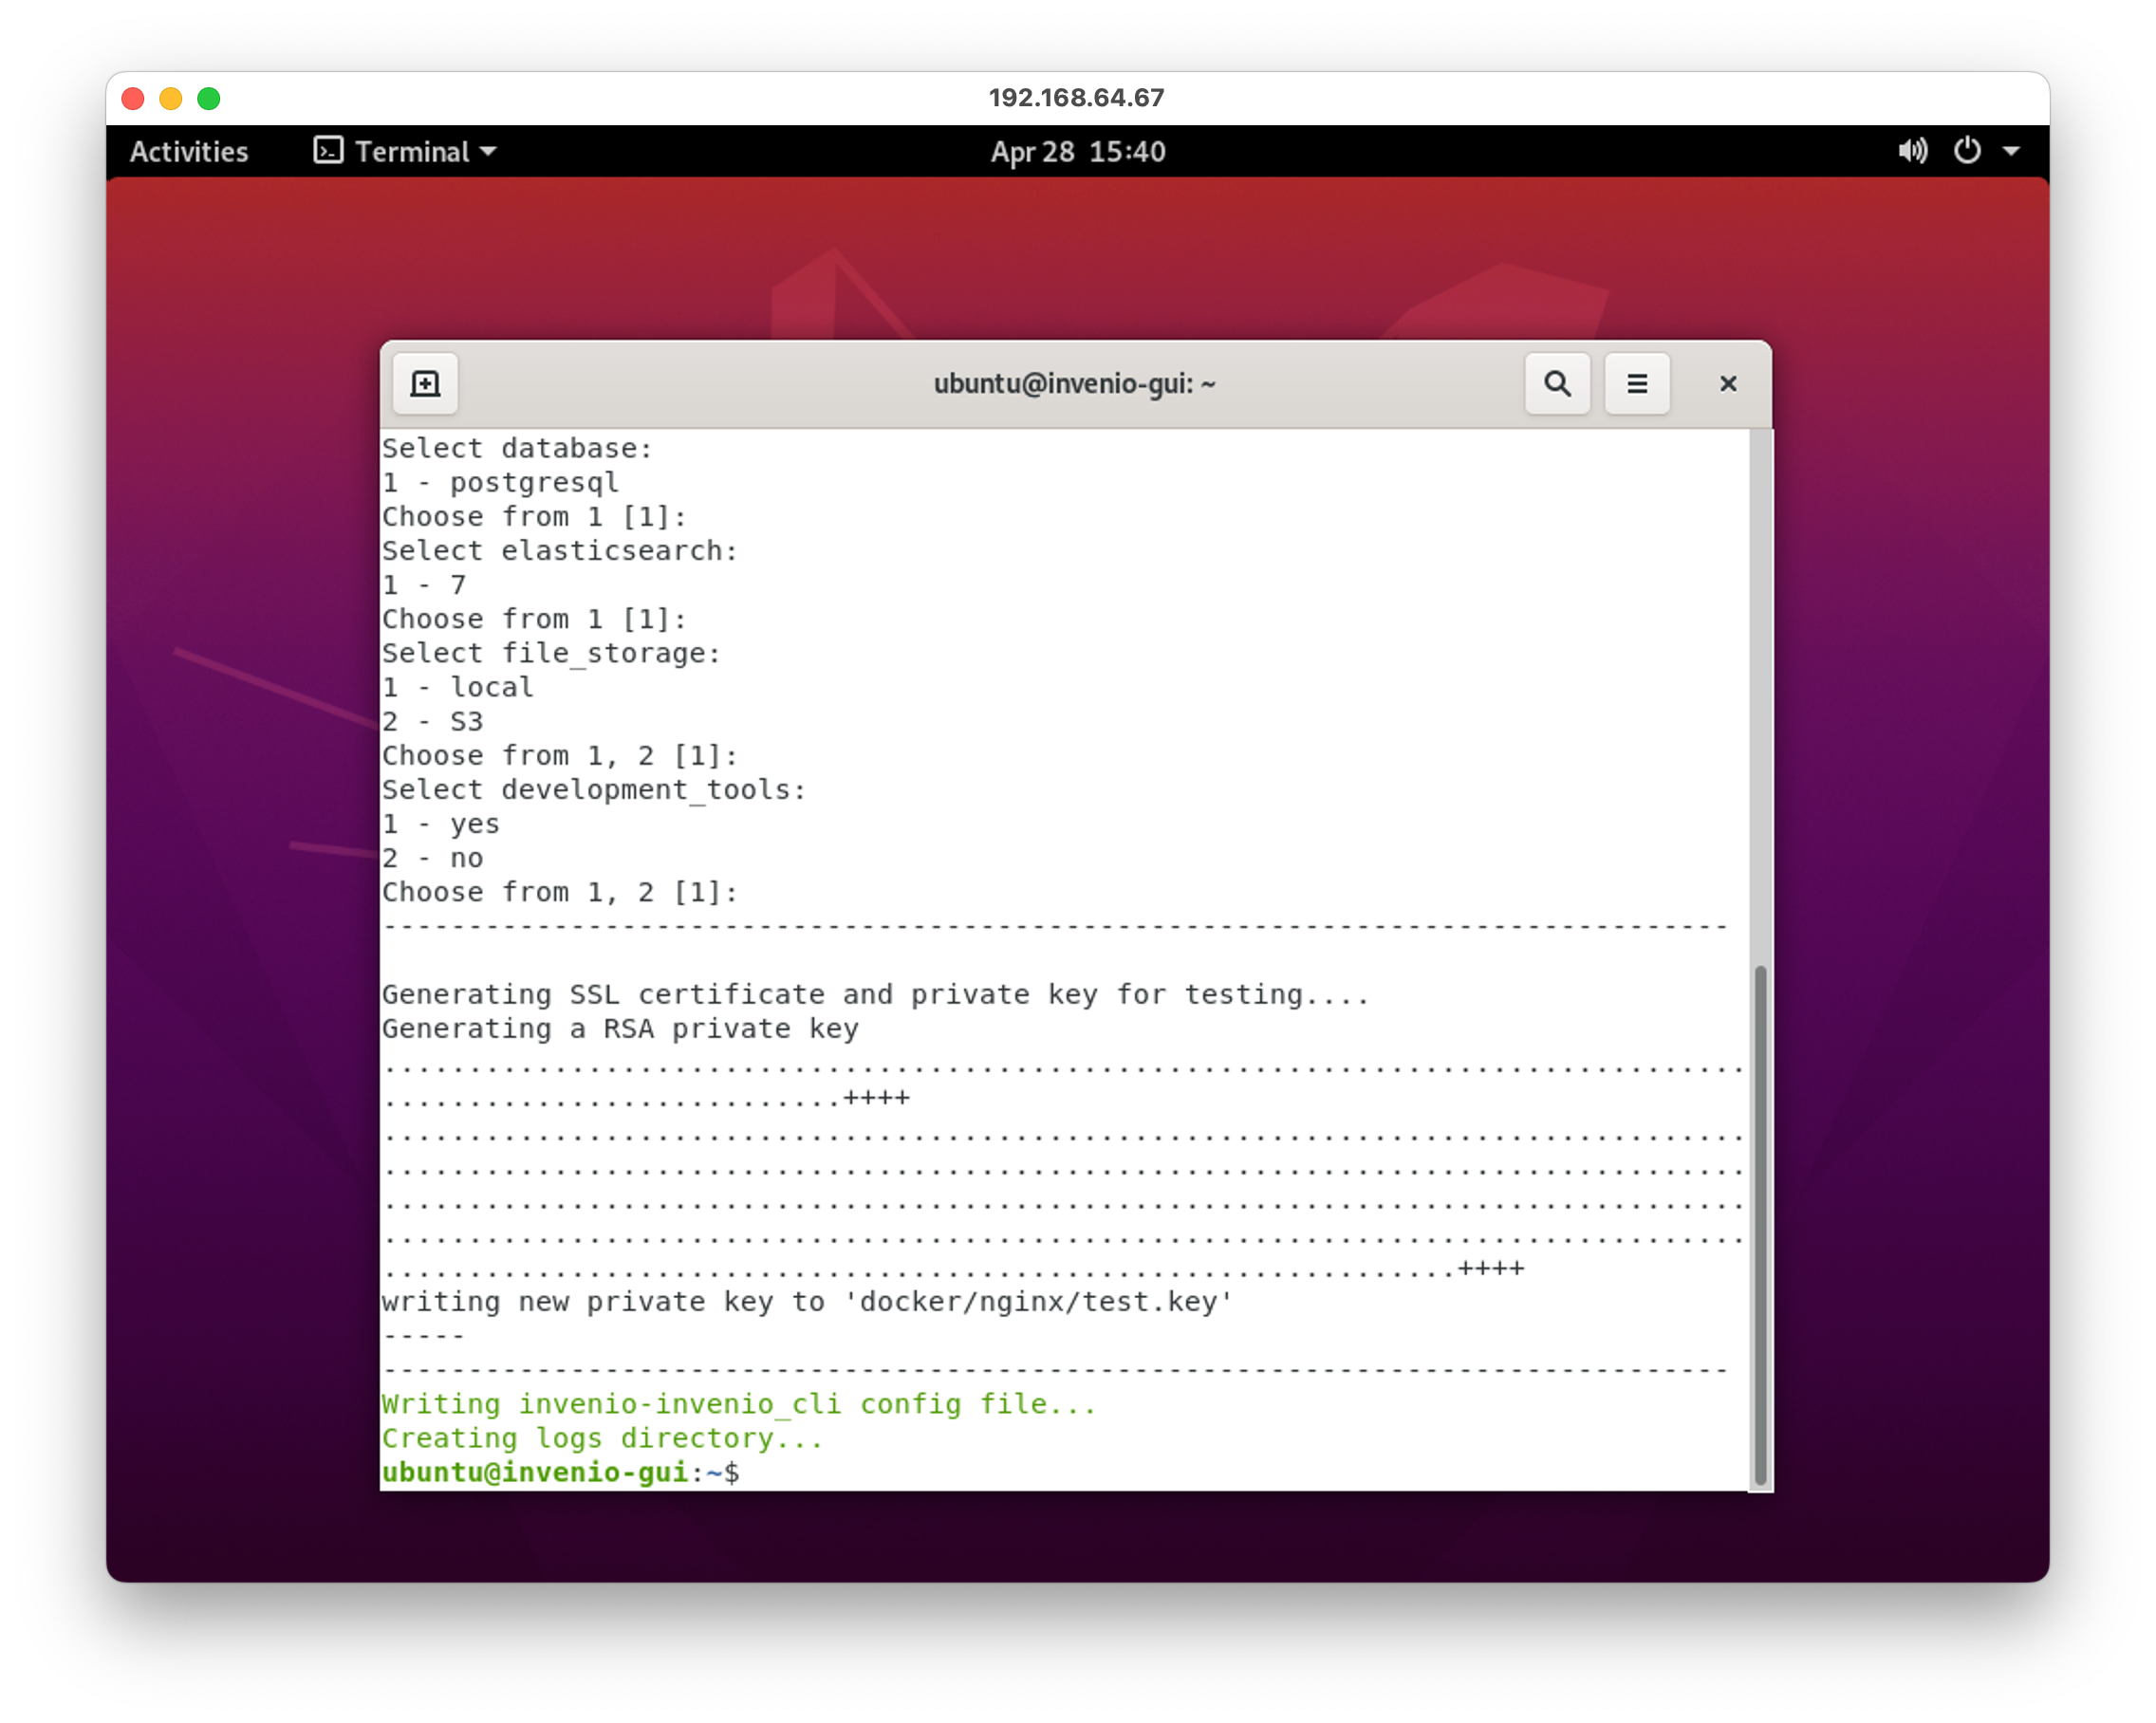 192.168.64.67
Activities Terminal Apr 28 15:40
ubuntu@invenio-gui: ~
Select database:
1 - postgresql
Choose from 1 [1]:
Select elasticsearch:
1 - 7
Choose from 1 [1]:
Select file_storage:
1 - local
2 - S3
Choose from 1, 2 [1]:
Select development_tools:
1 - yes
2 - no
Choose from 1, 2 [1]:
-------------------------------------------------------------------------------
Generating SSL certificate and private key for testing....
Generating a RSA private key
................................................................................
...........................++++
................................................................................
................................................................................
................................................................................
................................................................................
...............................................................++++
writing new private key to 'docker/nginx/test.key'
-----
-------------------------------------------------------------------------------
Writing invenio-invenio_cli config file...
Creating logs directory...
ubuntu@invenio-gui:~$